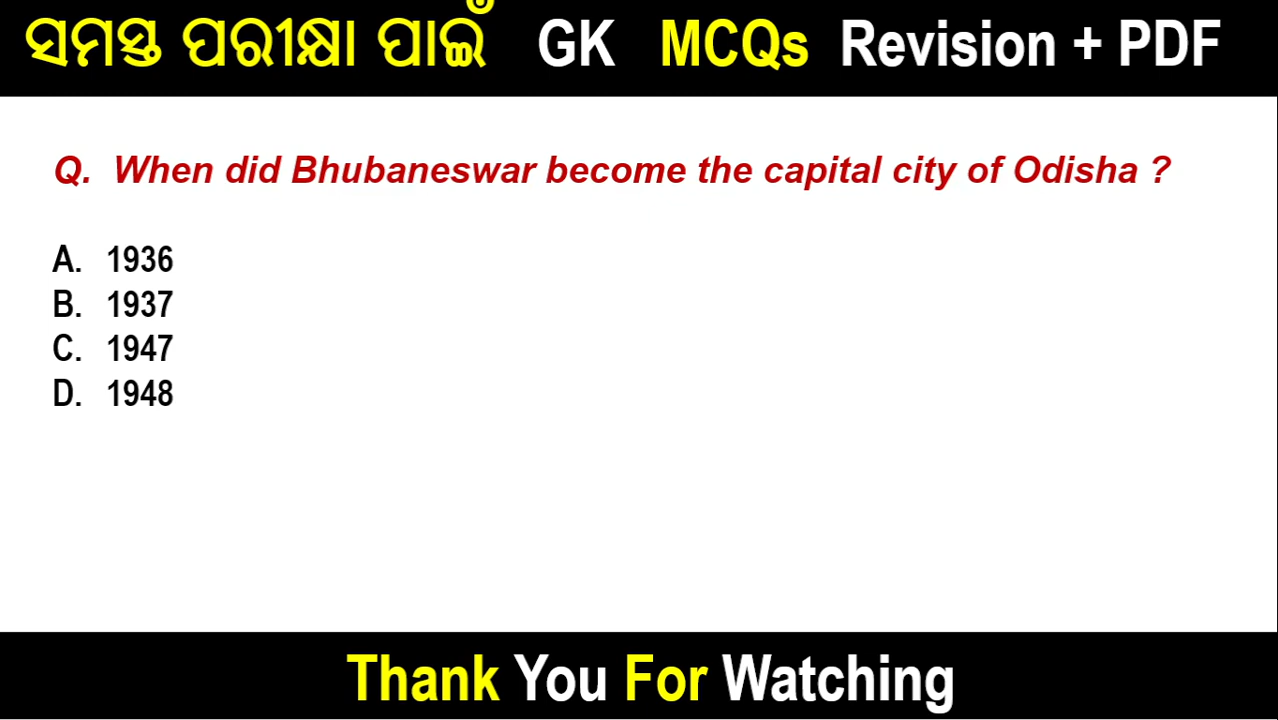 ସମସ୍ତ ପରୀକ୍ଷା ପାଇଁ GK MCQs Revision + PDF
Q. When did Bhubaneswar become the capital city of Odisha ?
A. 1936
B. 1937
C. 1947
D. 1948
Thank You For Watching